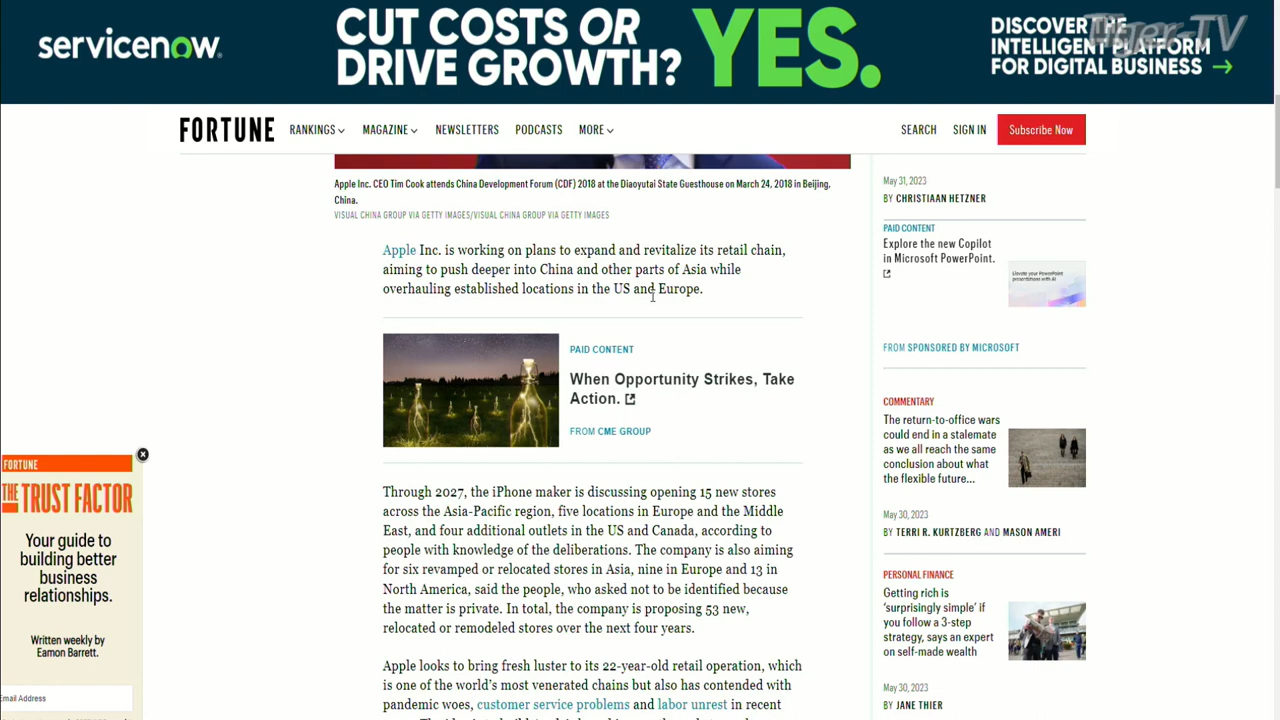 servicenow
CUT COSTS OR
DRIVE GROWTH?
YES.
DISCOVER THE
INTELLIGENT PLATFORM
FOR DIGITAL BUSINESS →
Tiger-TV
FORTUNE
RANKINGS
MAGAZINE
NEWSLETTERS
PODCASTS
MORE
SEARCH
SIGN IN
Subscribe Now
Apple Inc. CEO Tim Cook attends China Development Forum (CDF) 2018 at the Diaoyutai State Guesthouse on March 24, 2018 in Beijing,
China.
VISUAL CHINA GROUP VIA GETTY IMAGES/VISUAL CHINA GROUP VIA GETTY IMAGES
Apple Inc. is working on plans to expand and revitalize its retail chain,
aiming to push deeper into China and other parts of Asia while
overhauling established locations in the US and Europe.
PAID CONTENT
When Opportunity Strikes, Take
Action.
FROM CME GROUP
Through 2027, the iPhone maker is discussing opening 15 new stores
across the Asia-Pacific region, five locations in Europe and the Middle
East, and four additional outlets in the US and Canada, according to
people with knowledge of the deliberations. The company is also aiming
for six revamped or relocated stores in Asia, nine in Europe and 13 in
North America, said the people, who asked not to be identified because
the matter is private. In total, the company is proposing 53 new,
relocated or remodeled stores over the next four years.
Apple looks to bring fresh luster to its 22-year-old retail operation, which
is one of the world's most venerated chains but also has contended with
pandemic woes, customer service problems and labor unrest in recent
May 31, 2023
BY CHRISTIAAN HETZNER
PAID CONTENT
Explore the new Copilot
in Microsoft PowerPoint.
Elevate your PowerPoint
presentations with AI
FROM SPONSORED BY MICROSOFT
COMMENTARY
The return-to-office wars
could end in a stalemate
as we all reach the same
conclusion about what
the flexible future...
May 30, 2023
BY TERRI R. KURTZBERG AND MASON AMERI
PERSONAL FINANCE
Getting rich is
'surprisingly simple' if
you follow a 3-step
strategy, says an expert
on self-made wealth
May 30, 2023
BY JANE THIER
FORTUNE
THE TRUST FACTOR
Your guide to
building better
business
relationships.
Written weekly by
Eamon Barrett.
Email Address